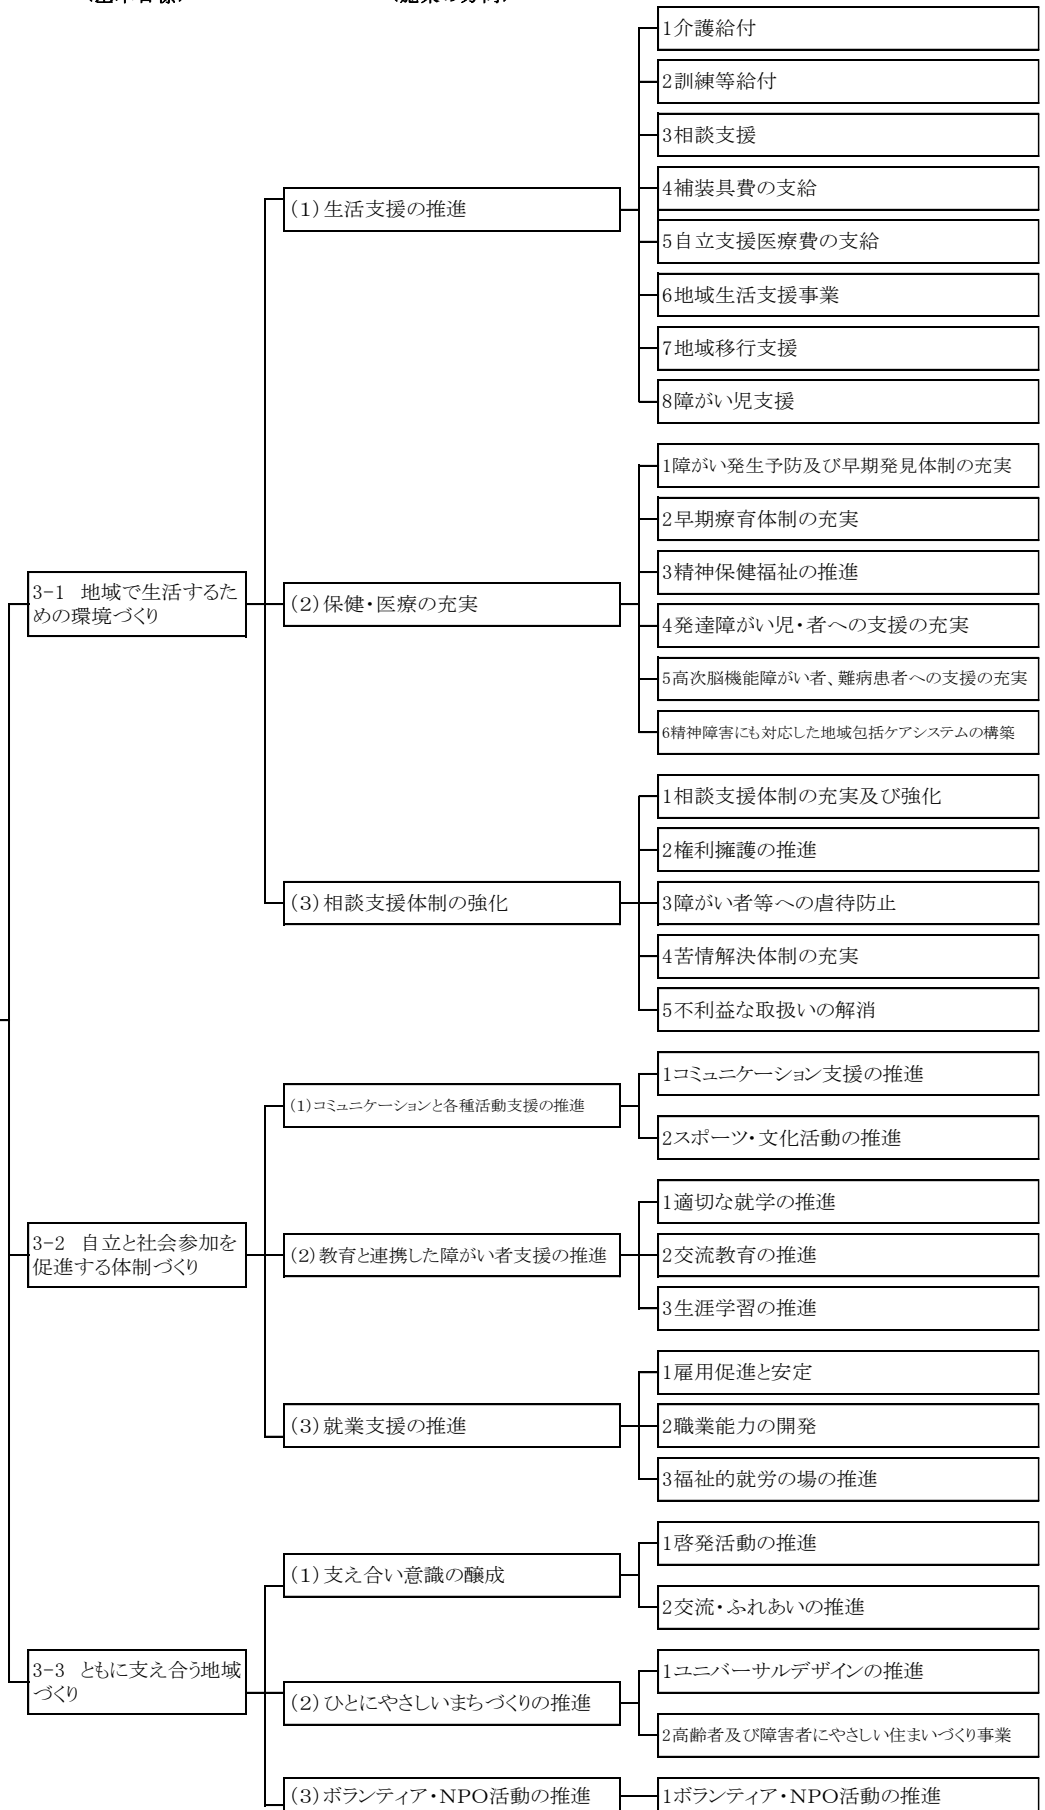 1介護給付
2訓練等給付
3相談支援
4補装具費の支給
(1)生活支援の推進
5自立支援医療費の支給
6地域生活支援事業
7地域移行支援
8障がい児支援
1障がい発生予防及び早期発見体制の充実
2早期療育体制の充実
3精神保健福祉の推進
3-1 地域で生活するた
めの環境づくり
(2)保健・医療の充実
4発達障がい児・者への支援の充実
5高次脳機能障がい者、難病患者への支援の充実
6精神障害にも対応した地域包括ケアシステムの構築
1相談支援体制の充実及び強化
2権利擁護の推進
(3)相談支援体制の強化
3障がい者等への虐待防止
4苦情解決体制の充実
5不利益な取扱いの解消
1コミュニケーション支援の推進
(1)コミュニケーションと各種活動支援の推進
2スポーツ・文化活動の推進
1適切な就学の推進
3-2 自立と社会参加を
促進する体制づくり
(2)教育と連携した障がい者支援の推進
2交流教育の推進
3生涯学習の推進
1雇用促進と安定
(3)就業支援の推進
2職業能力の開発
3福祉的就労の場の推進
1啓発活動の推進
(1)支え合い意識の醸成
2交流・ふれあいの推進
3-3 ともに支え合う地域
づくり
1ユニバーサルデザインの推進
(2)ひとにやさしいまちづくりの推進
2高齢者及び障害者にやさしい住まいづくり事業
(3)ボランティア・NPO活動の推進
1ボランティア・NPO活動の推進